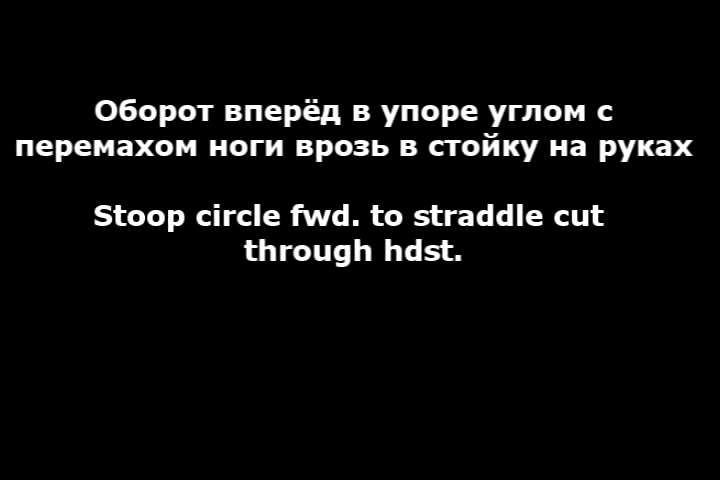 Оборот вперёд в упоре углом с
перемахом ноги врозь в стойку на руках
Stoop circle fwd. to straddle cut
through hdst.